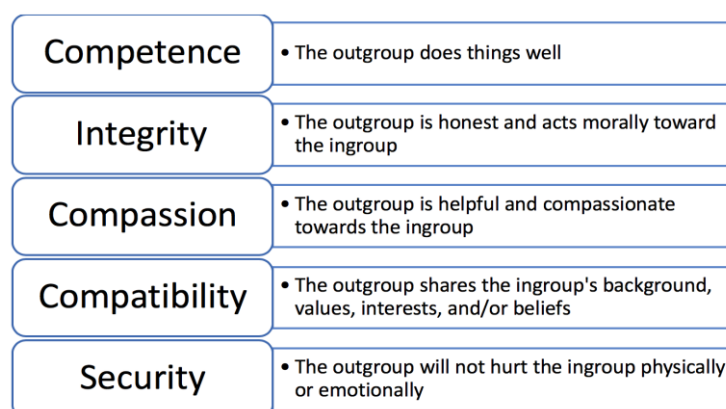 Competence
• The outgroup does things well
Integrity
• The outgroup is honest and acts morally toward
the ingroup
Compassion
• The outgroup is helpful and compassionate
towards the ingroup
Compatibility
• The outgroup shares the ingroup's background,
values, interests, and/or beliefs
Security
• The outgroup will not hurt the ingroup physically
or emotionally